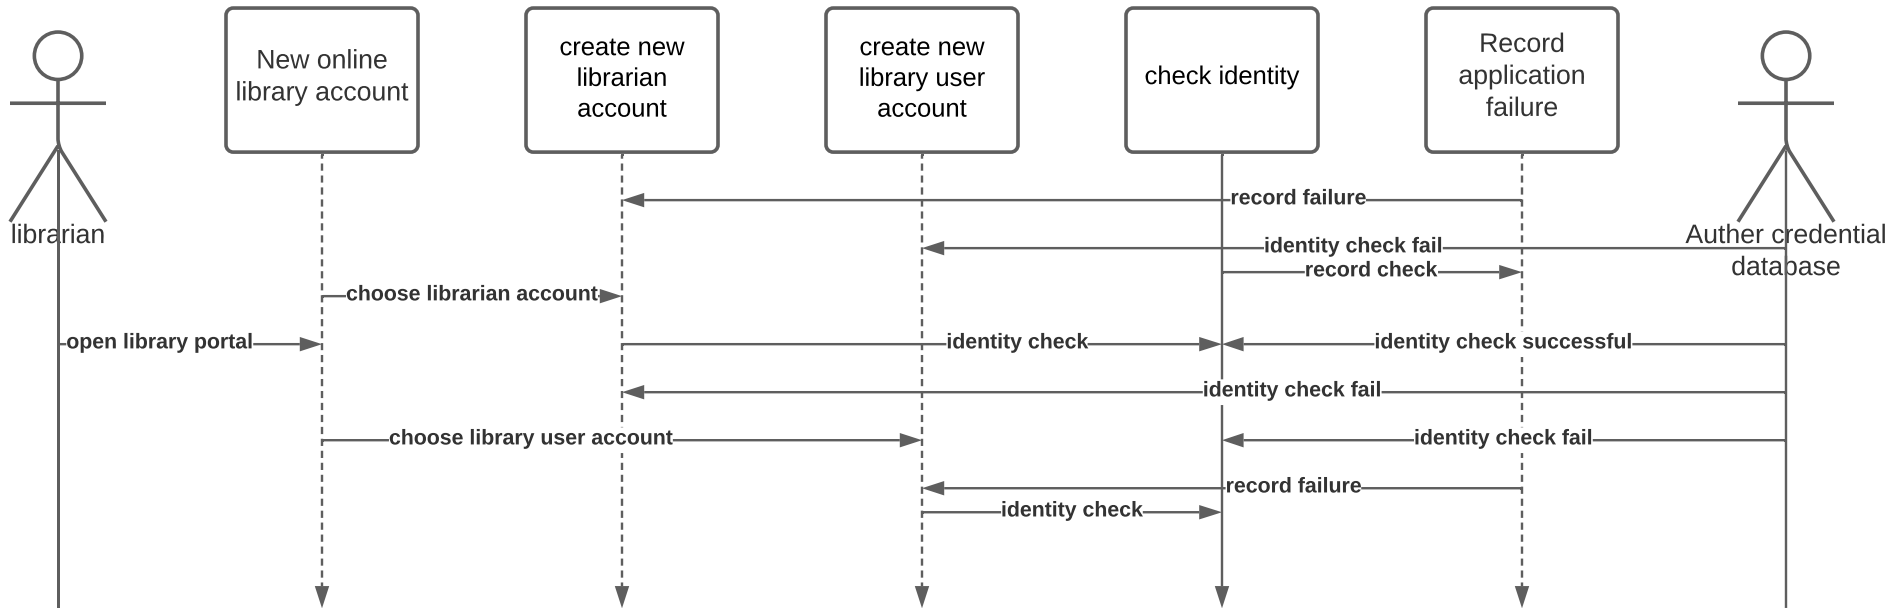 New online
library account
create new
librarian
account
create new
library user
account
check identity
Record
application
failure
librarian
Auther credential
database
record failure
identity check fail
record check
choose librarian account
open library portal
identity check
identity check successful
identity check fail
choose library user account
identity check fail
record failure
identity check